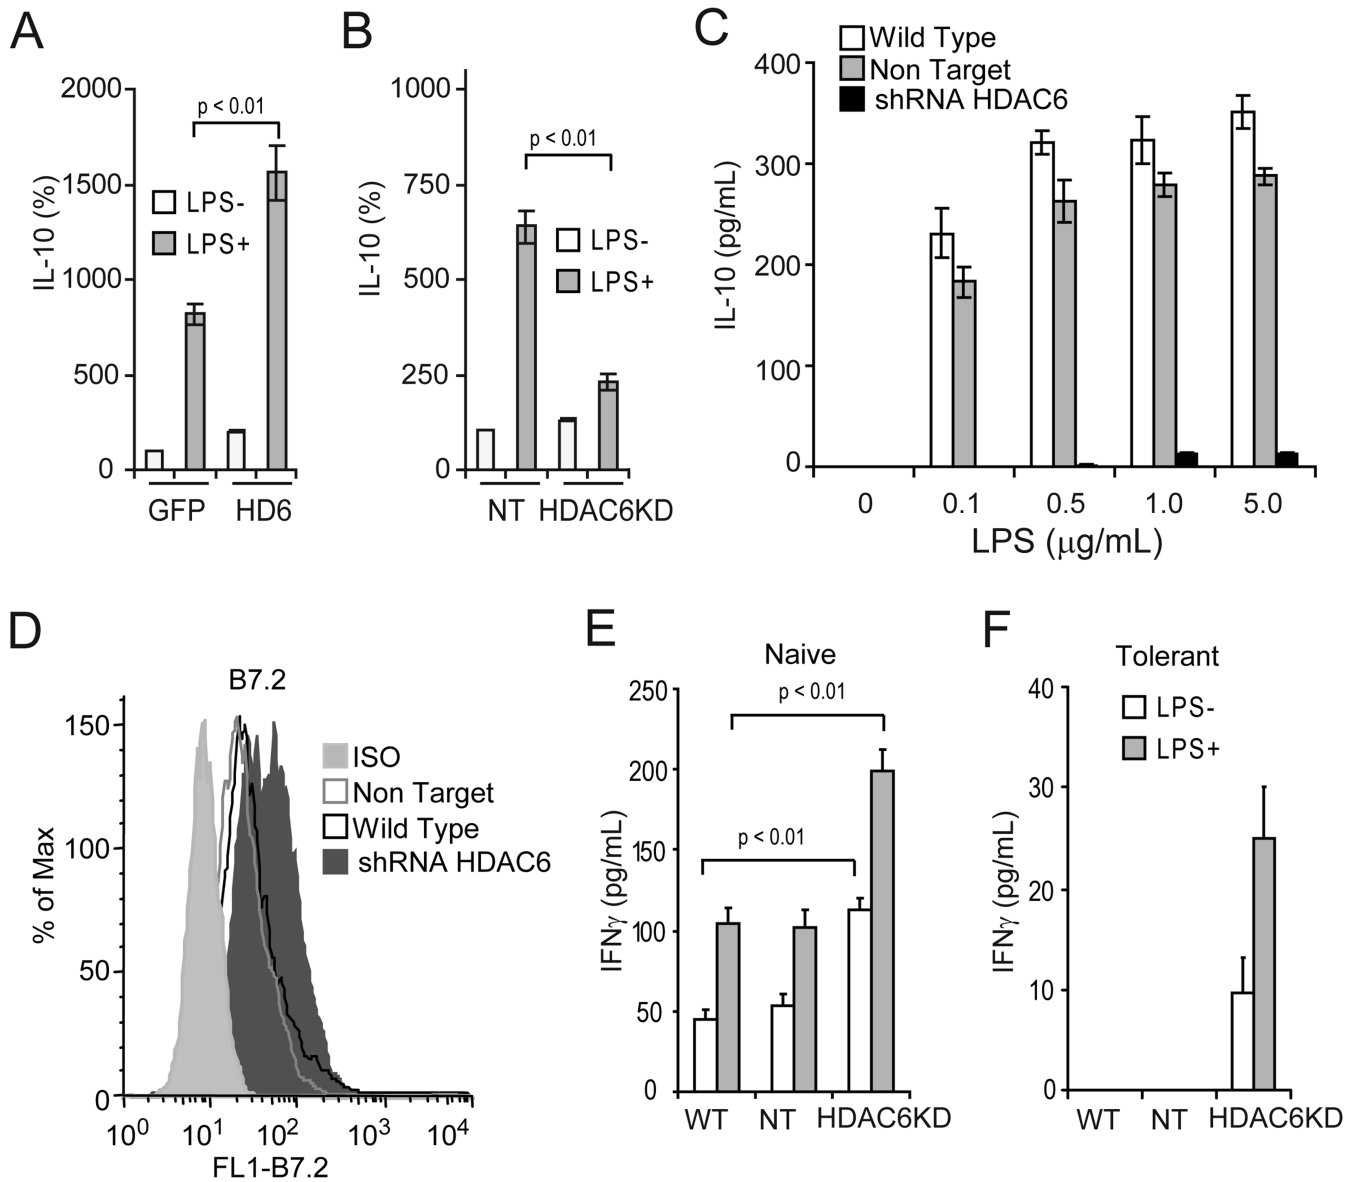 A
2000
1500
1000
500
0
IL-10 (%)
p < 0.01
LPS-
LPS+
GFP HD6
B
1000
750
500
250
0
IL-10 (%)
p < 0.01
LPS-
LPS+
NT HDAC6KD
C
Wild Type
Non Target
shRNA HDAC6
400
300
200
100
0
IL-10 (pg/mL)
0 0.1 0.5 1.0 5.0
LPS (μg/mL)
D
B7.2
150
100
50
0
% of Max
ISO
Non Target
Wild Type
shRNA HDAC6
10⁰ 10¹ 10² 10³ 10⁴
FL1-B7.2
E
Naive
250
200
150
100
50
0
IFNγ (pg/mL)
p < 0.01
p < 0.01
WT NT HDAC6KD
F
Tolerant
LPS-
LPS+
40
30
20
10
0
IFNγ (pg/mL)
WT NT HDAC6KD